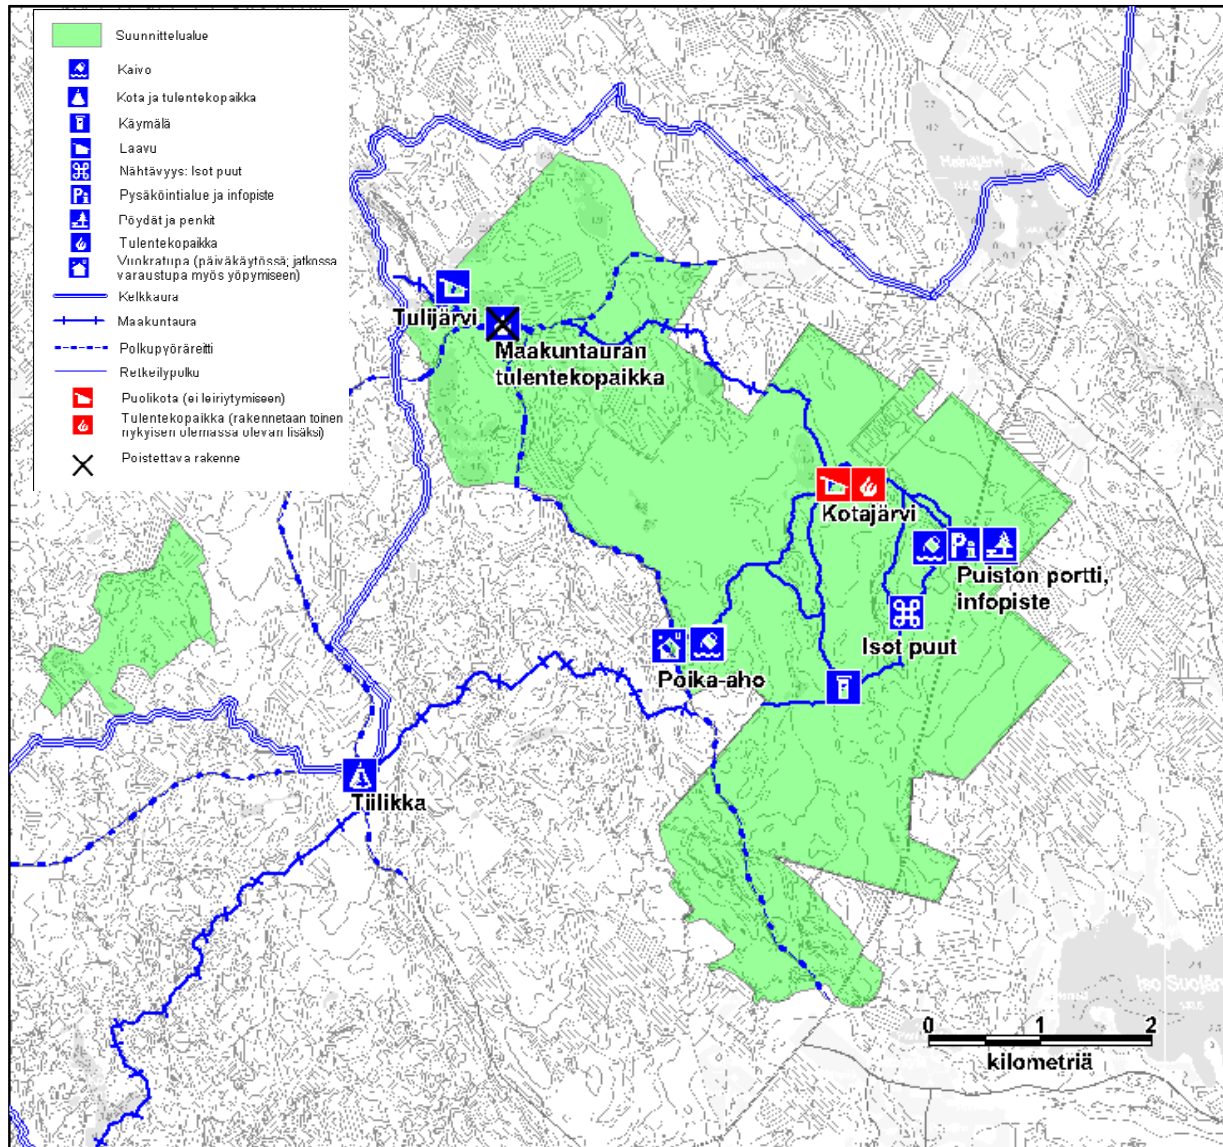 Suunnittelualue
Kaivo
Kota ja tulentekopaikka
Käymälä
Laavu
Nähtävyys: Isot puut
Pysäköintialue ja infopiste
Pöydät ja penkit
Tulentekopaikka
Vuokratupa (päiväkäytössä; jatkossa
varaustupa myös yöpymiseen)
Kelkkaura
Maakuntaura
Polkupyöräreitti
Retkeilypolku
Puolikota (ei leiriytymiseen)
Tulentekopaikka (rakennetaan toinen
nykyisen olemassa olevan lisäksi)
Poistettava rakenne
Tulijärvi
Maakuntauran
tulentekopaikka
Kotajärvi
Puiston portti,
infopiste
Isot puut
Poika-aho
Tiilikka
Iso Suojärv
0 1 2
kilometriä